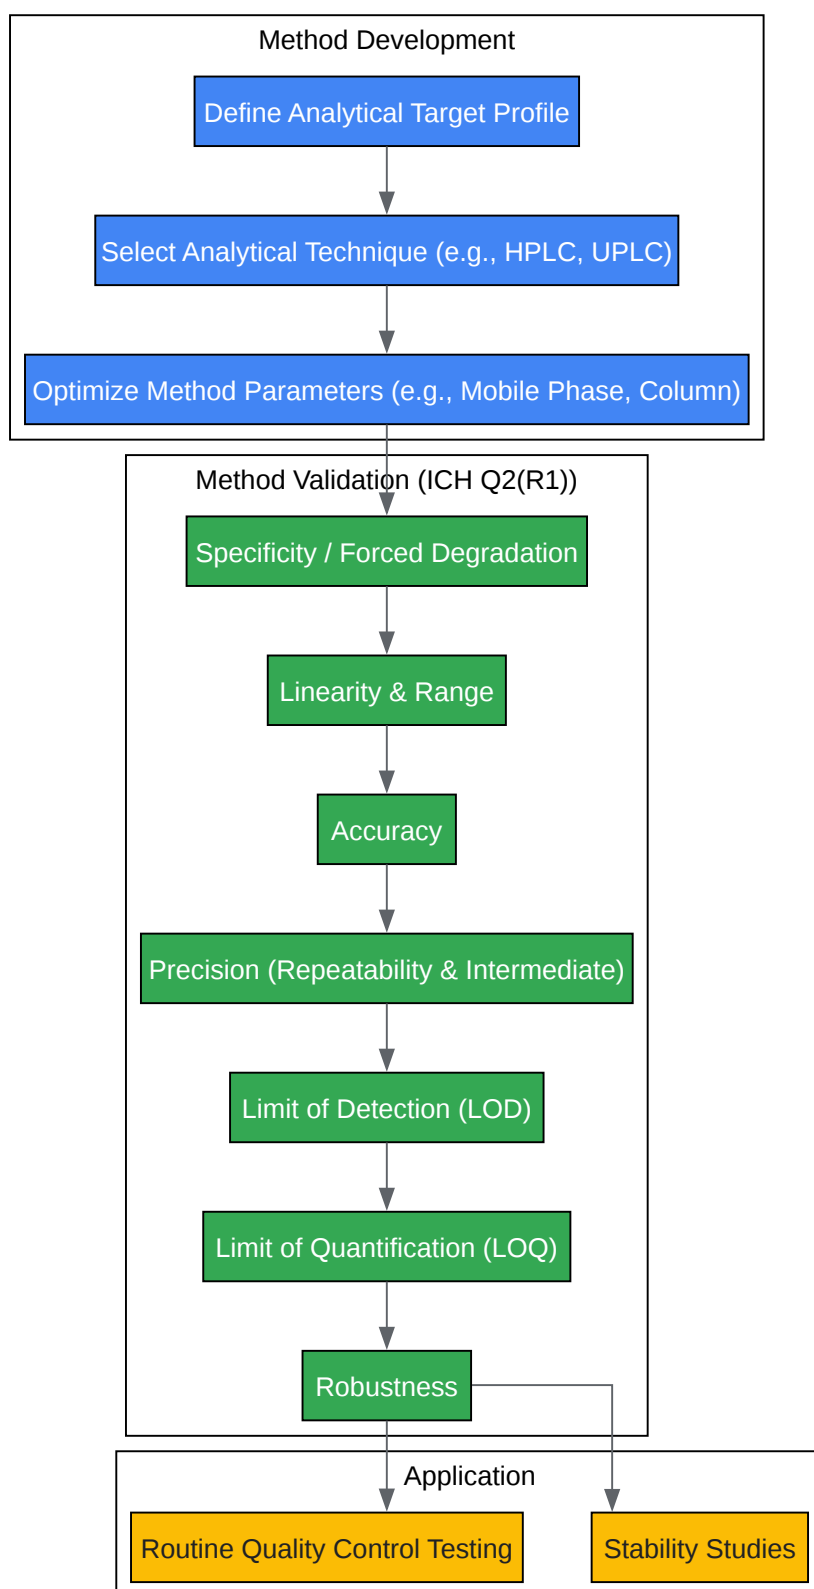 Method Development
Define Analytical Target Profile
Select Analytical Technique (e.g., HPLC, UPLC)
Optimize Method Parameters (e.g., Mobile Phase, Column)
Method Validation (ICH Q2(R1))
Specificity / Forced Degradation
Linearity & Range
Accuracy
Precision (Repeatability & Intermediate)
Limit of Detection (LOD)
Limit of Quantification (LOQ)
Robustness
Application
Routine Quality Control Testing
Stability Studies